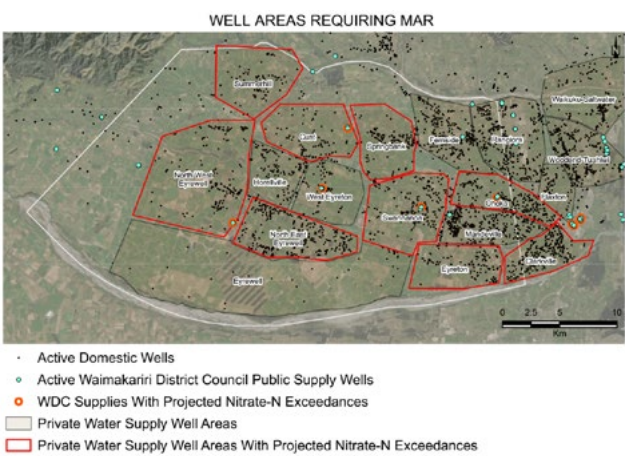 WELL AREAS REQUIRING MAR
N
Summerhill
Waikuku-Saltwater
Cust
Springbank
Fernside
Rangiora
Woodend-Tuahiwi
North West
Eyrewell
Horrellville
West Eyreton
Swannanoa
Ohoka
Flaxton
North East
Eyrewell
Mandeville
Clarkville
Eyreton
Eyrewell
0 2.5 5 10
Km
Active Domestic Wells
Active Waimakariri District Council Public Supply Wells
WDC Supplies With Projected Nitrate-N Exceedances
Private Water Supply Well Areas
Private Water Supply Well Areas With Projected Nitrate-N Exceedances